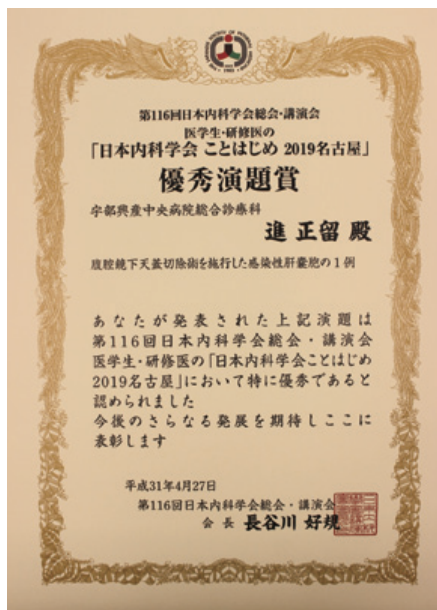 第116回日本内科学会総会・講演会
医学生・研修医の
「日本内科学会 ことはじめ 2019名古屋」
優秀演題賞
宇部興産中央病院総合診療科
進 正留 殿
腹腔鏡下天蓋切除術を施行した感染性肝嚢胞の1例
あなたが発表された上記演題は
第116回日本内科学会総会・講演会
医学生・研修医の「日本内科学会ことはじめ
2019名古屋」において特に優秀であると
認められました
今後のさらなる発展を期待しここに
表彰します
平成31年4月27日
第116回日本内科学会総会・講演会
会 長 長谷川 好規